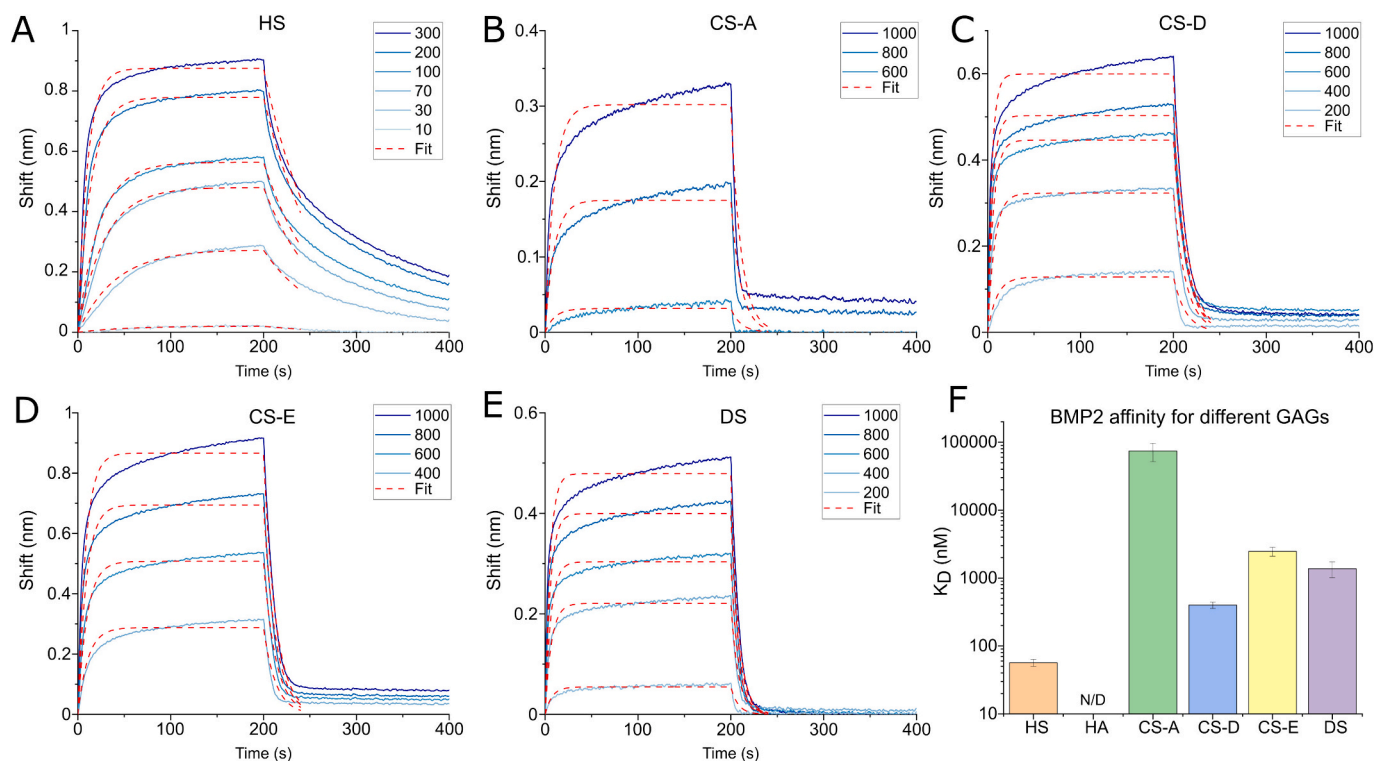 A
HS
300
200
100
70
30
10
Fit
Shift (nm)
1
0.8
0.6
0.4
0.2
0
0 100 200 300 400
Time (s)
B
CS-A
1000
800
600
Fit
Shift (nm)
0.4
0.3
0.2
0.1
0
0 100 200 300 400
Time (s)
C
CS-D
1000
800
600
400
200
Fit
Shift (nm)
0.6
0.4
0.2
0
0 100 200 300 400
Time (s)
D
CS-E
1000
800
600
400
Fit
Shift (nm)
1
0.8
0.6
0.4
0.2
0
0 100 200 300 400
Time (s)
E
DS
1000
800
600
400
200
Fit
Shift (nm)
0.6
0.4
0.2
0
0 100 200 300 400
Time (s)
F
BMP2 affinity for different GAGs
KD (nM)
100000
10000
1000
100
10
N/D
HS HA CS-A CS-D CS-E DS